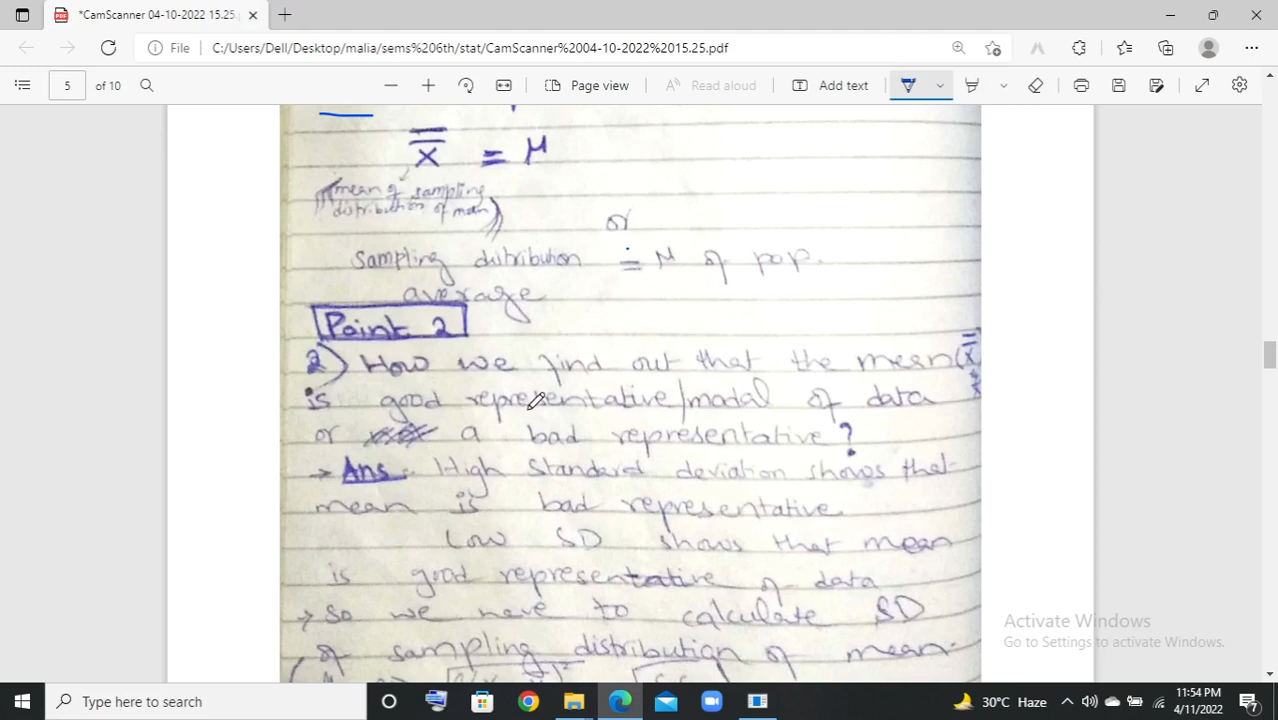 *CamScanner 04-10-2022 15.25.
File C:/Users/Dell/Desktop/malia/sems%206th/stat/CamScanner%2004-10-2022%2015.25.pdf
5 of 10 Page view Read aloud Add text
x = μ
(mean of sampling
distribution of mean)
or
Sampling distribution = μ of pop.
average
Point 2
2) How we find out that the mean (x
is good representative/modal of data
or a bad representative?
→ Ans :- High Standard deviation shows that
mean is bad representative
Low SD shows that mean
is good representative of data
→ So we have to calculate SD
of sampling distribution of mean.
Activate Windows
Go to Settings to activate Windows.
Type here to search
30°C Haze
11:54 PM
4/11/2022
7